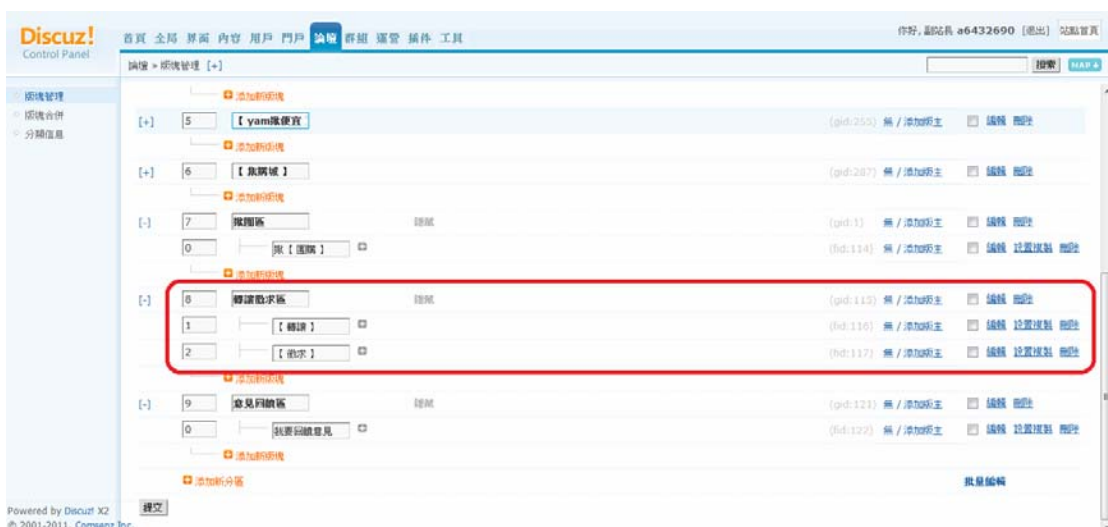 Discuz!
Control Panel
首頁 全局 界面 內容 用戶 門戶 論壇 群組 運營 插件 工具
你好, 副站長 a6432690 [退出] 站點首頁
論壇 » 版塊管理 [+]
搜索 MAP
版塊管理
版塊合併
分類信息
添加新版塊
[+] 5 【 yam揪便宜 (gid:255) 無 / 添加版主 編輯 刪除
添加新版塊
[+] 6 【 集購城 】 (gid:287) 無 / 添加版主 編輯 刪除
添加新版塊
[-] 7 揪團區 隱藏 (gid:1) 無 / 添加版主 編輯 刪除
0 揪【 團購 】 (fid:114) 無 / 添加版主 編輯 設置複製 刪除
添加新版塊
[-] 8 轉讓徵求區 隱藏 (gid:115) 無 / 添加版主 編輯 刪除
1 【 轉讓 】 (fid:116) 無 / 添加版主 編輯 設置複製 刪除
2 【 徵求 】 (fid:117) 無 / 添加版主 編輯 設置複製 刪除
添加新版塊
[-] 9 意見回饋區 隱藏 (gid:121) 無 / 添加版主 編輯 刪除
0 我要回饋意見 (fid:122) 無 / 添加版主 編輯 設置複製 刪除
添加新版塊
添加新分區 批量編輯
提交
Powered by Discuz! X2
© 2001-2011, Comsenz Inc.